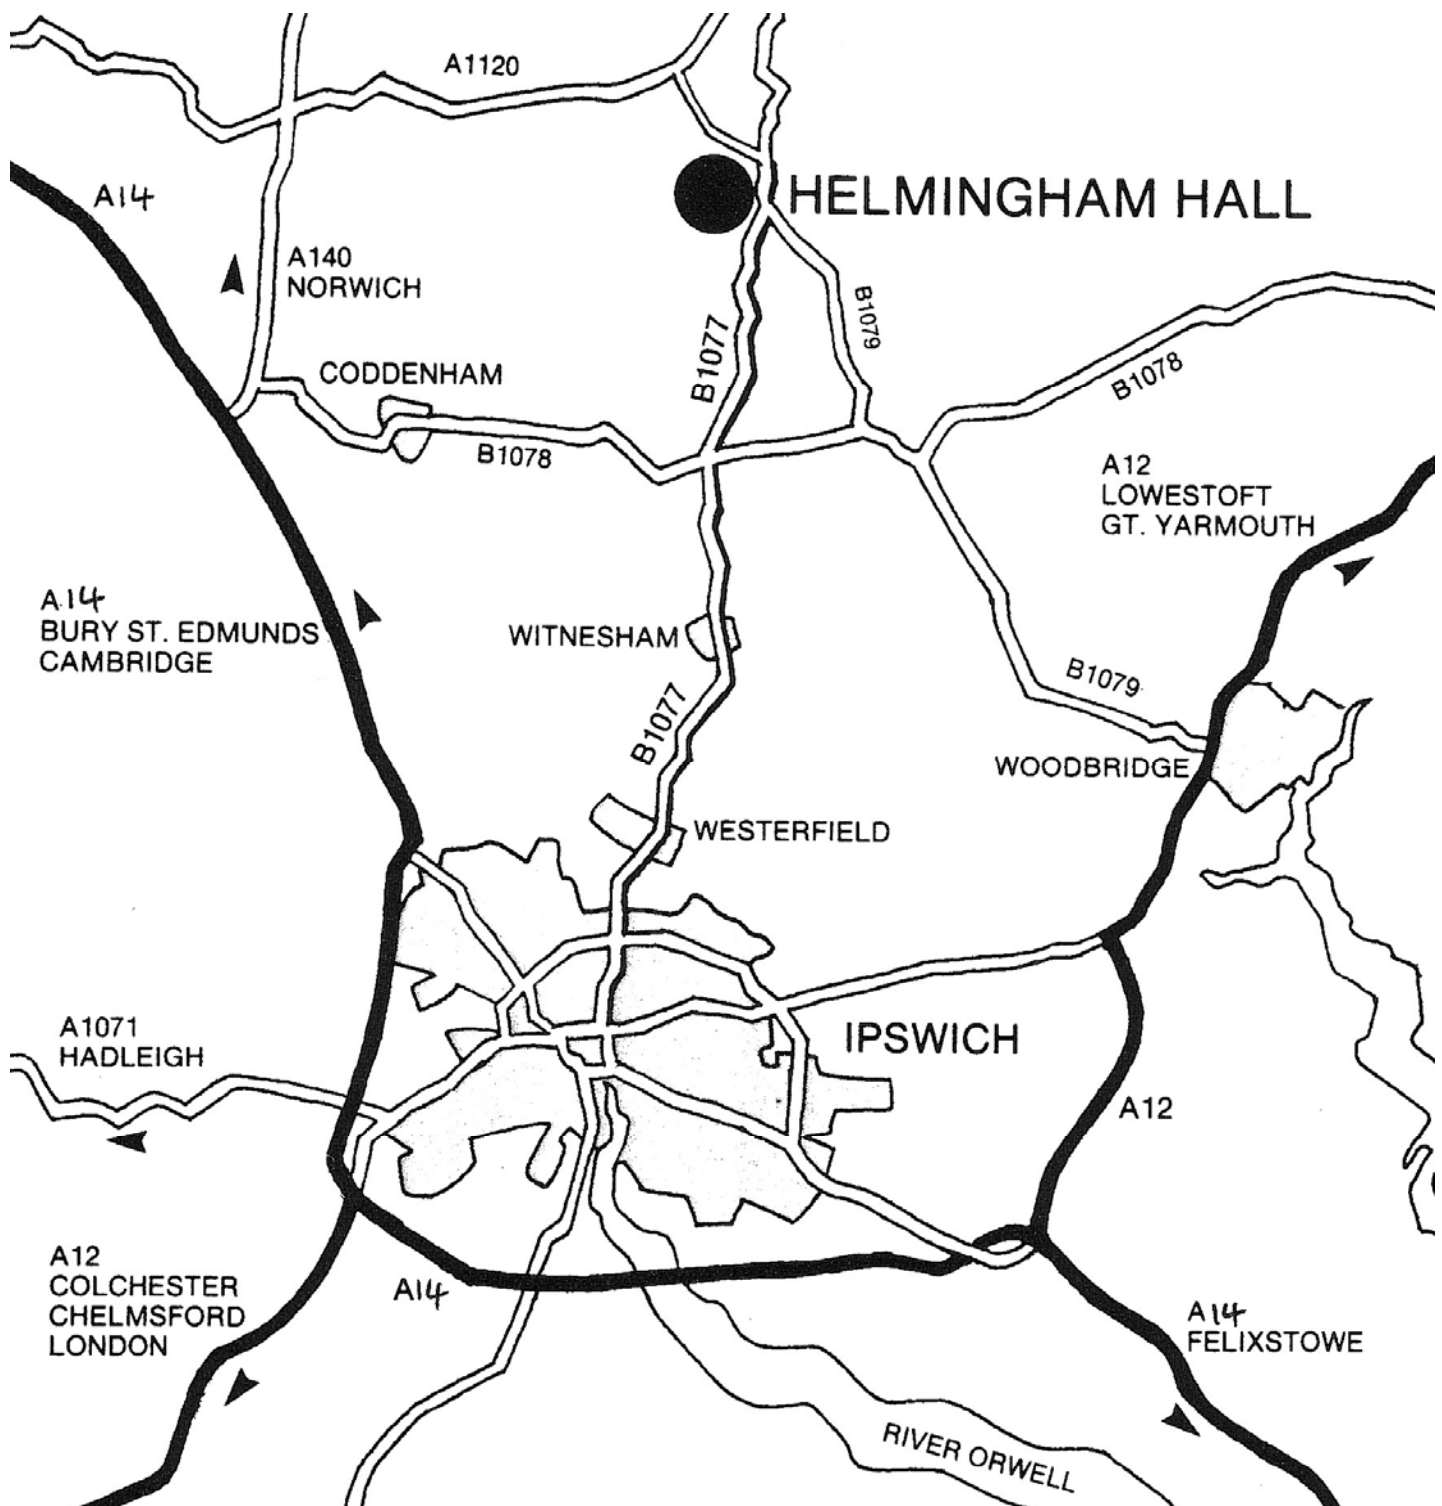 A1120
A14
HELMINGHAM HALL
A140
NORWICH
B1079
B1077
CODDENHAM
B1078
B1078
A12
LOWESTOFT
GT. YARMOUTH
A14
BURY ST. EDMUNDS
CAMBRIDGE
WITNESHAM
B1079
B1077
WOODBRIDGE
WESTERFIELD
A1071
HADLEIGH
IPSWICH
A12
A12
COLCHESTER
CHELMSFORD
LONDON
A14
A14
FELIXSTOWE
RIVER ORWELL